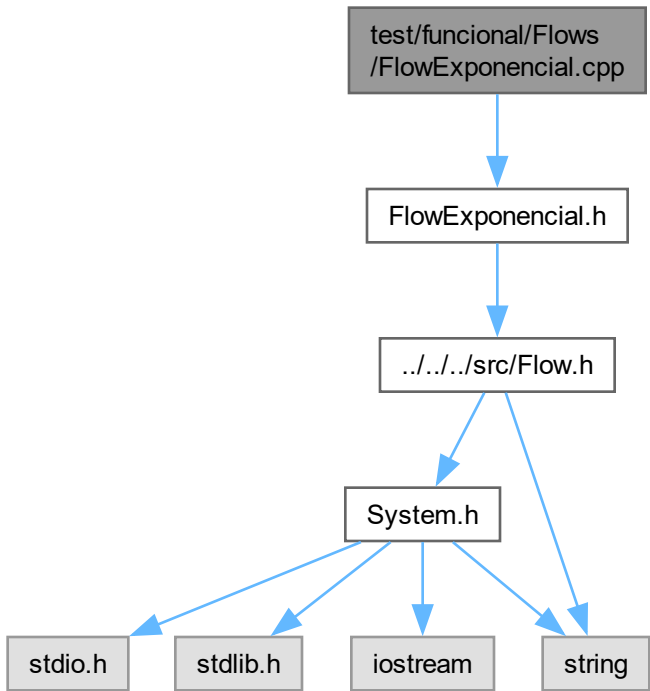 test/funcional/Flows
/FlowExponencial.cpp
FlowExponencial.h
../../../src/Flow.h
System.h
stdio.h
stdlib.h
iostream
string